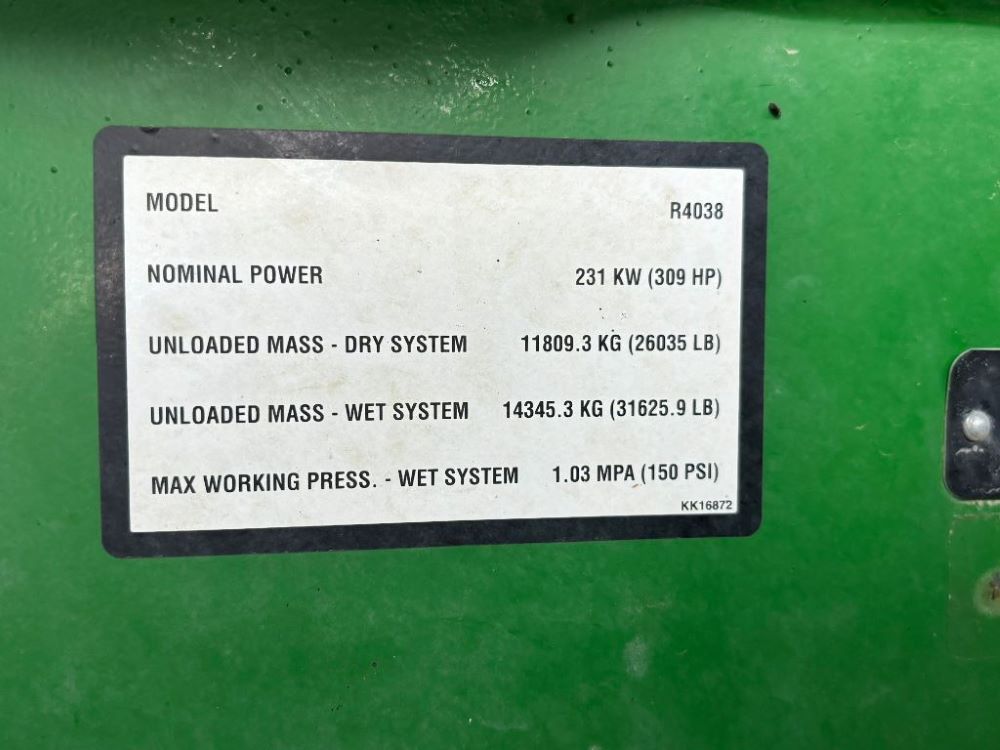 MODEL R4038
NOMINAL POWER 231 KW (309 HP)
UNLOADED MASS - DRY SYSTEM 11809.3 KG (26035 LB)
UNLOADED MASS - WET SYSTEM 14345.3 KG (31625.9 LB)
MAX WORKING PRESS. - WET SYSTEM 1.03 MPA (150 PSI)
KK16872